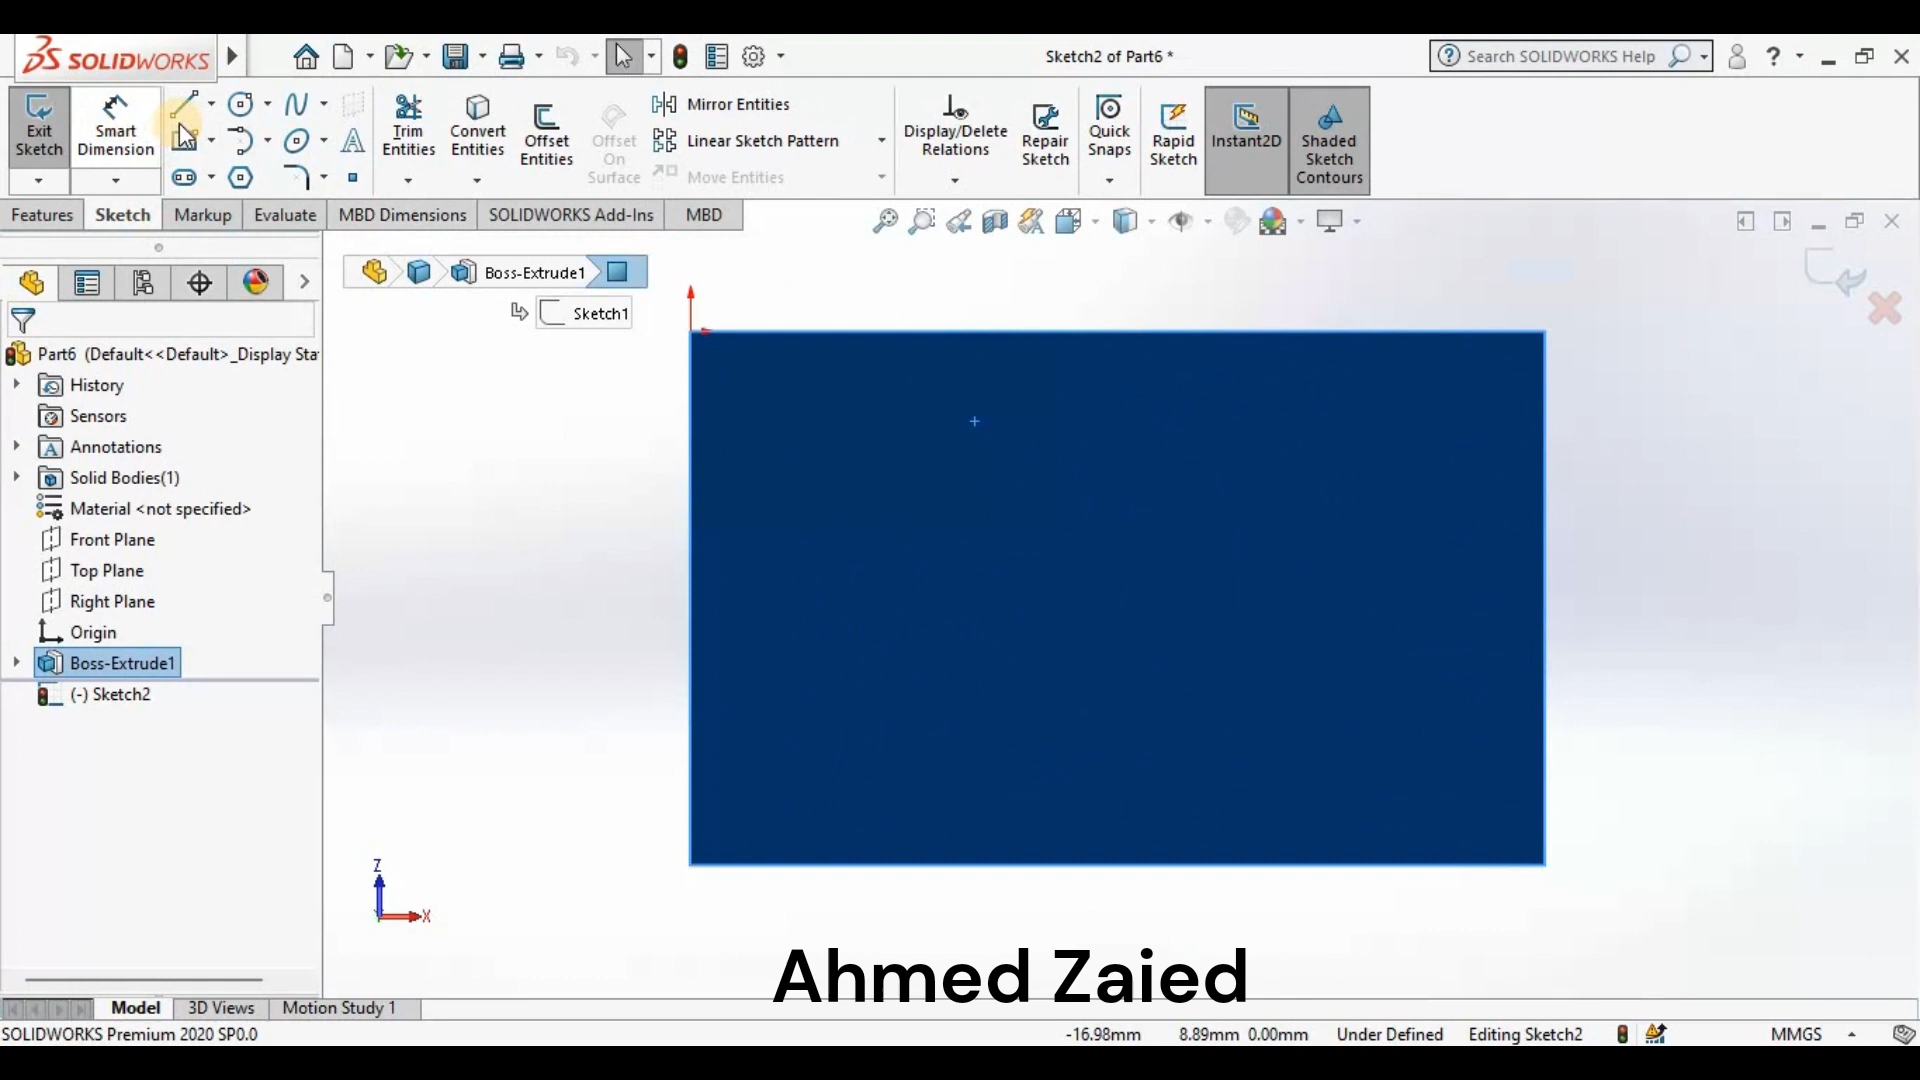 SOLIDWORKS
Sketch2 of Part6 *
Search SOLIDWORKS Help
?
Exit
Sketch
Smart
Dimension
Trim
Entities
Convert
Entities
Offset
Entities
Offset
On
Surface
Mirror Entities
Linear Sketch Pattern
Move Entities
Display/Delete
Relations
Repair
Sketch
Quick
Snaps
Rapid
Sketch
Instant2D
Shaded
Sketch
Contours
Features
Sketch
Markup
Evaluate
MBD Dimensions
SOLIDWORKS Add-Ins
MBD
Boss-Extrude1
Sketch1
Part6 (Default<<Default>_Display Sta
History
Sensors
Annotations
Solid Bodies(1)
Material <not specified>
Front Plane
Top Plane
Right Plane
Origin
Boss-Extrude1
(-) Sketch2
Z
X
Ahmed Zaied
Model
3D Views
Motion Study 1
SOLIDWORKS Premium 2020 SP0.0
-16.98mm
8.89mm 0.00mm
Under Defined
Editing Sketch2
MMGS